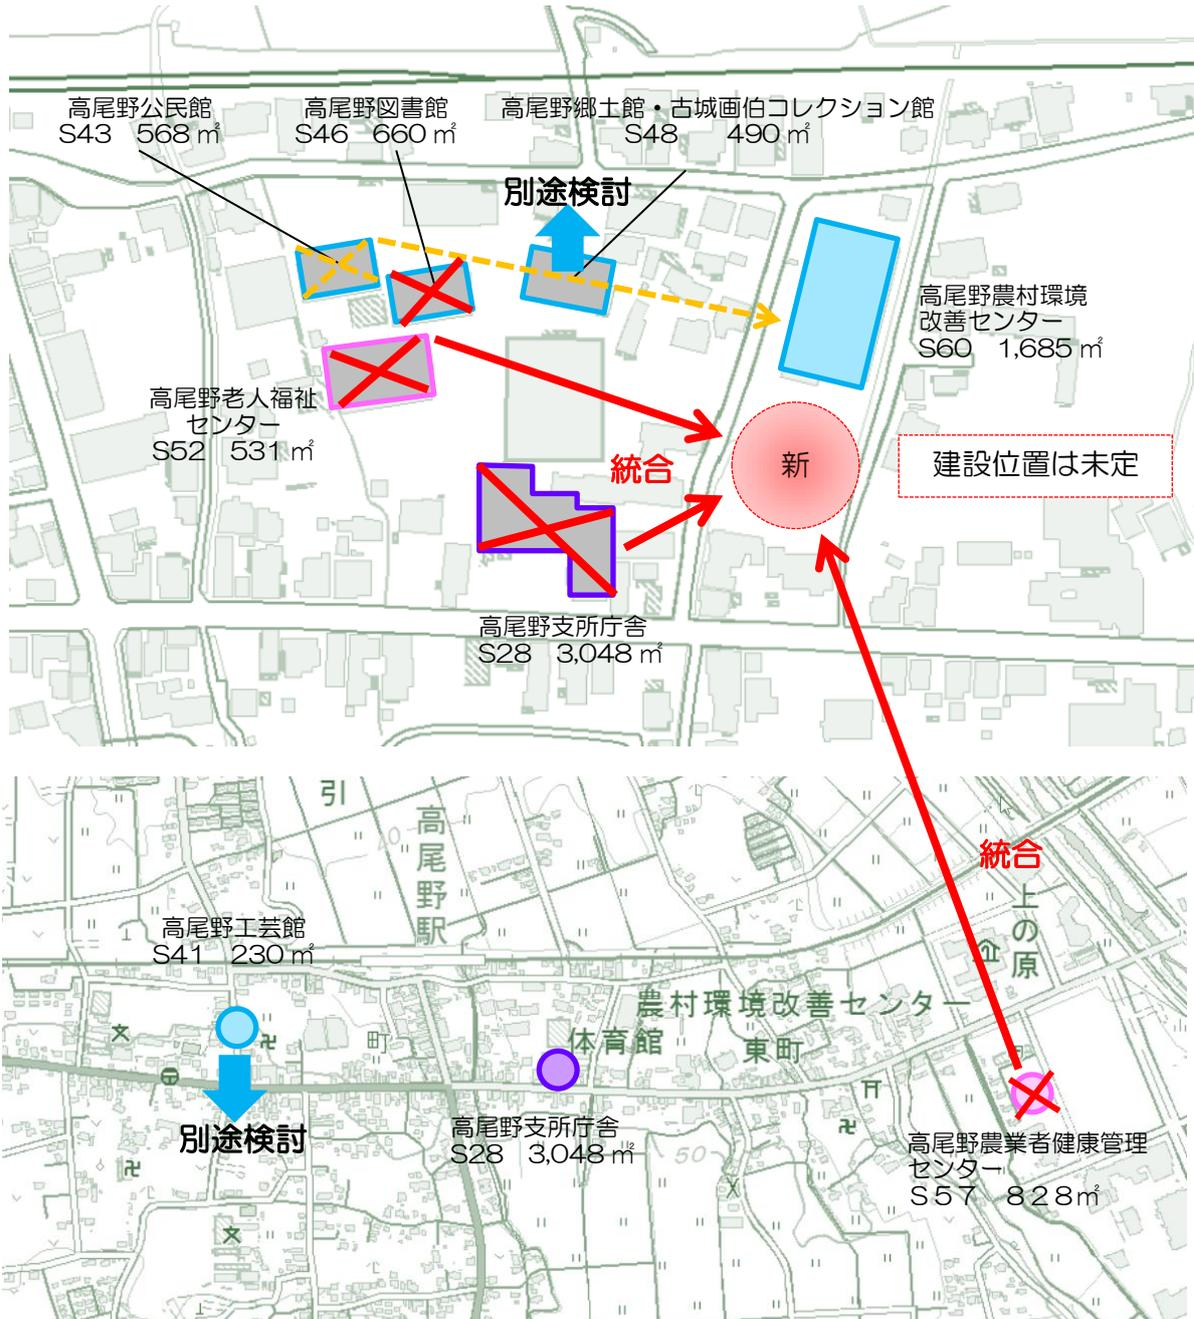 高尾野公民館
S43　568㎡
高尾野図書館
S46　660㎡
高尾野郷土館・古城画伯コレクション館
S48　490㎡
別途検討
高尾野農村環境
改善センター
S60　1,685㎡
高尾野老人福祉
センター
S52　531㎡
統合
新
建設位置は未定
高尾野支所庁舎
S28　3,048㎡
引
高尾野駅
統合
上の原
高尾野工芸館
S41　230㎡
農村環境改善センター
体育館
東町
町
別途検討
高尾野支所庁舎
S28　3,048㎡
50
高尾野農業者健康管理
センター
Ｓ５７　８２８㎡